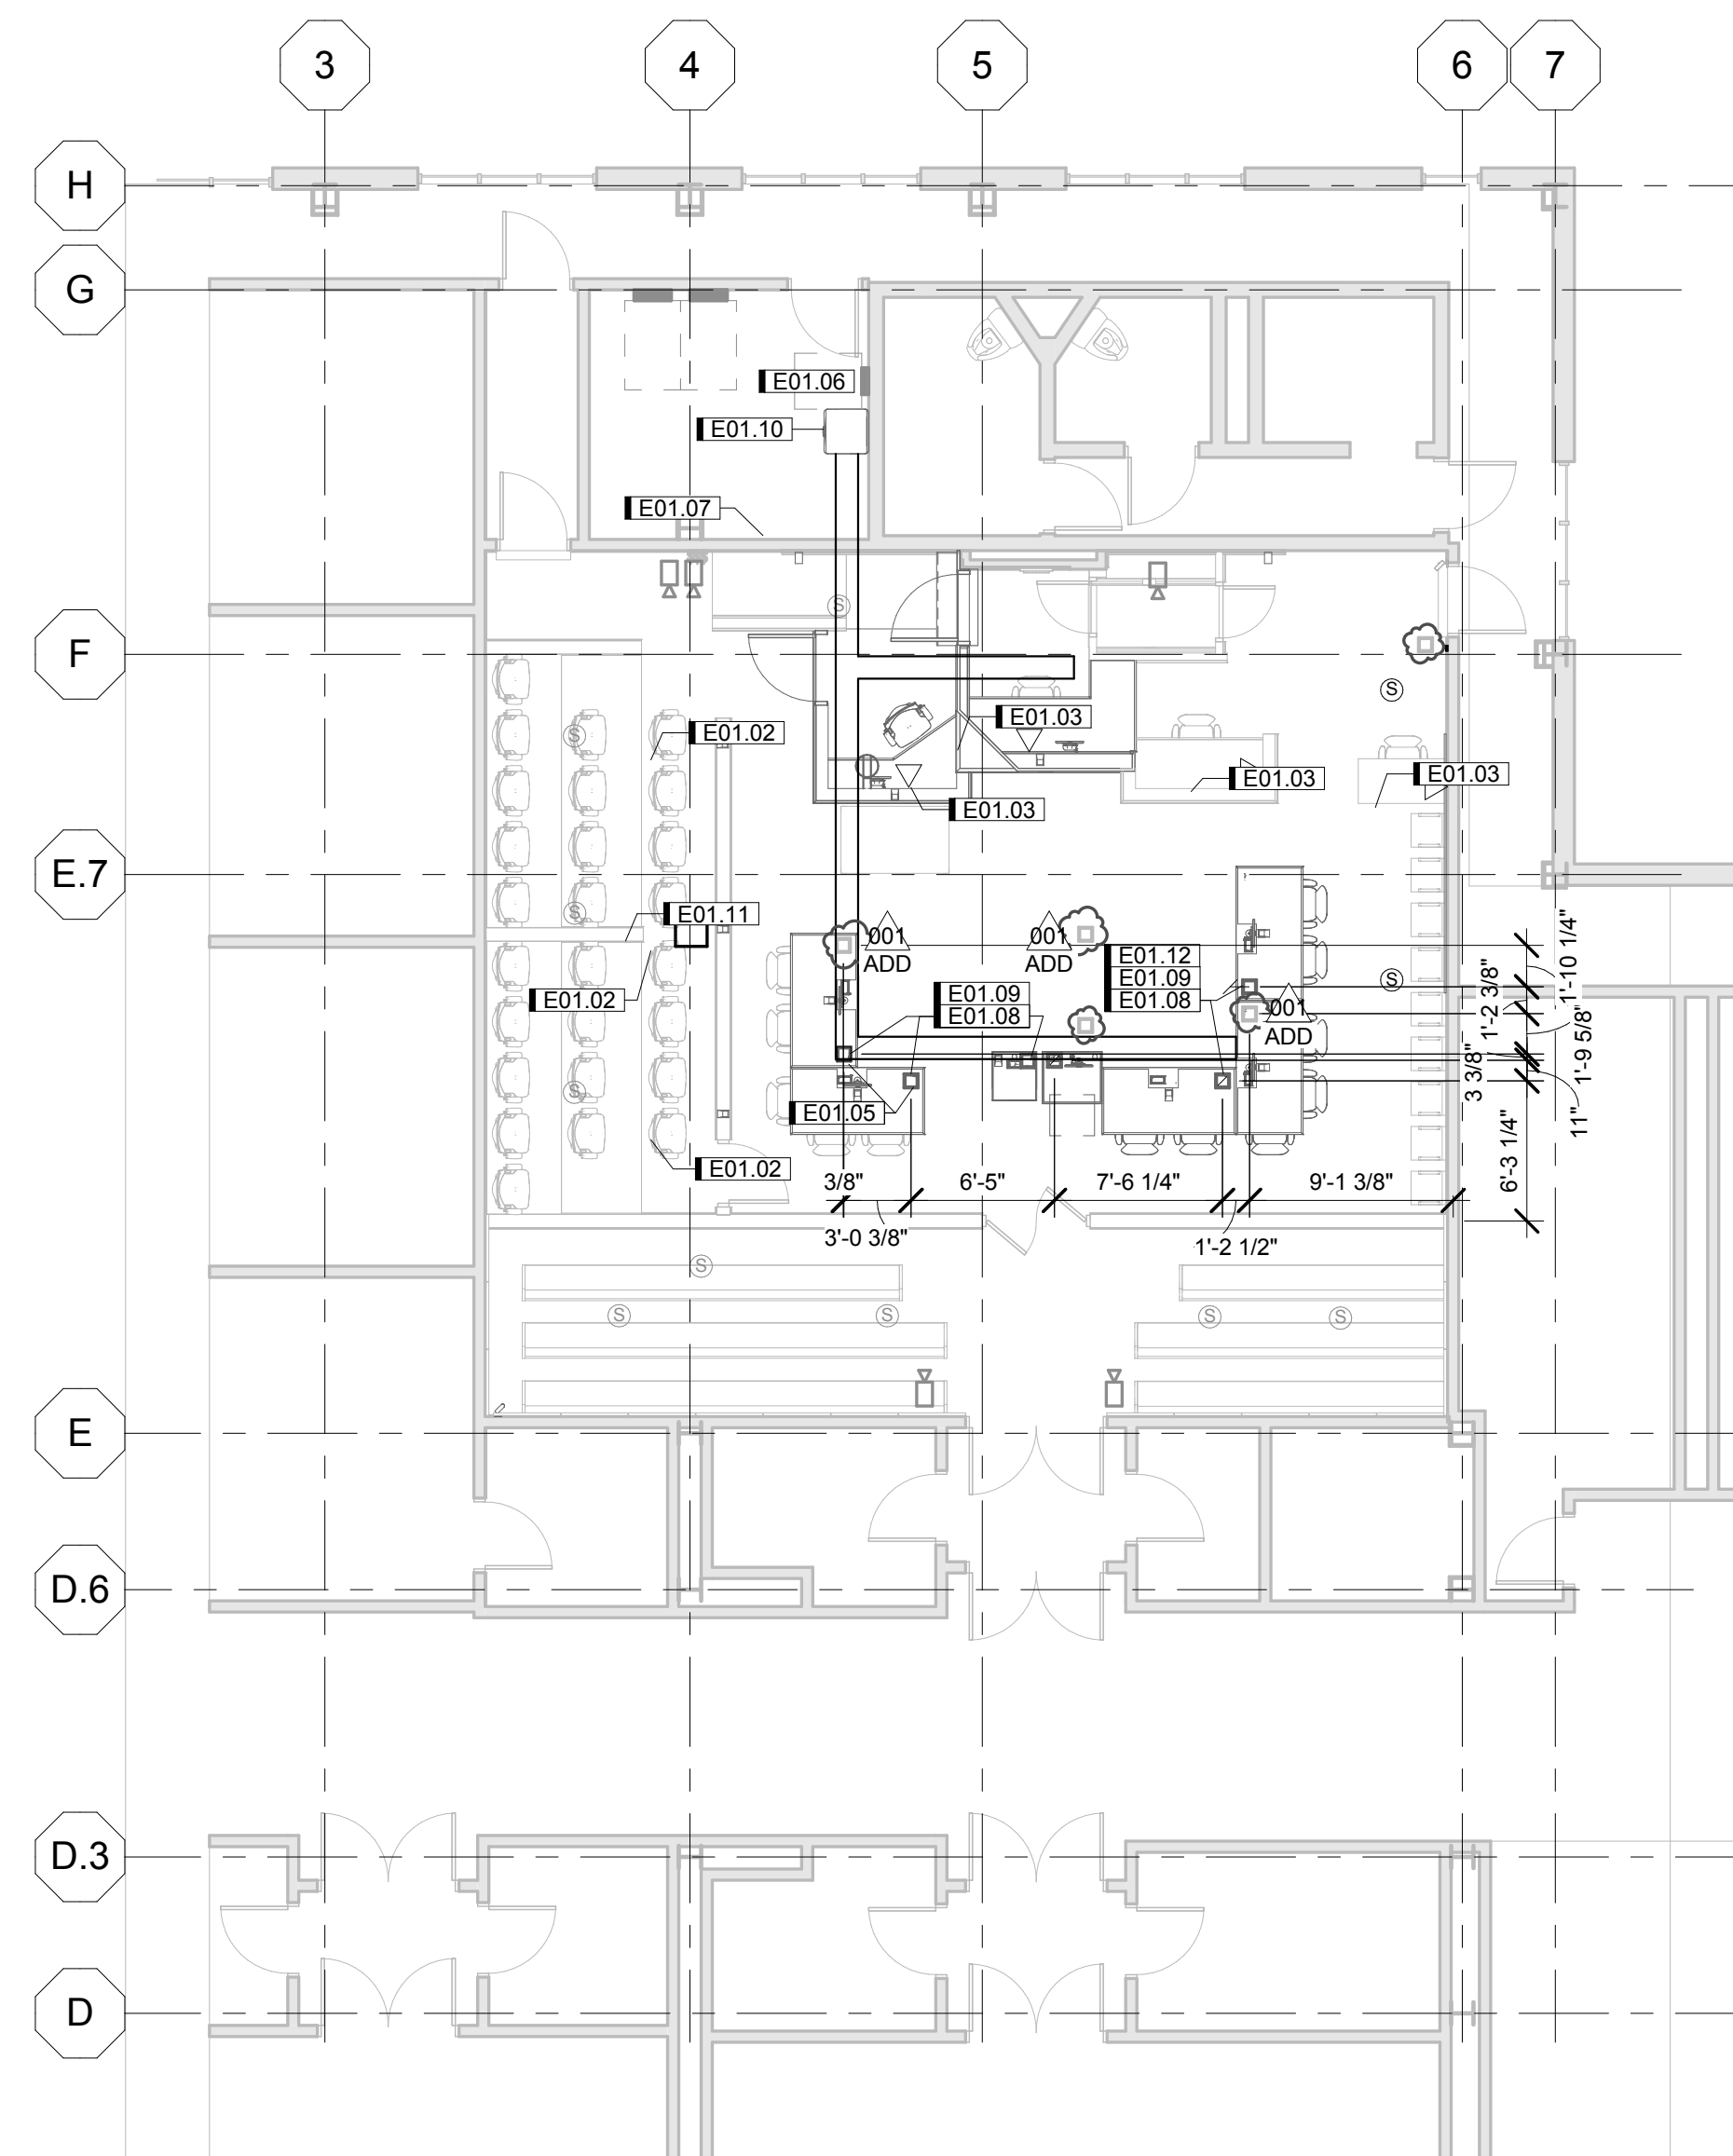 3
4
5
6
7
H
G
E01.06
E01.10
E01.07
S
F
S
E01.03
E01.02
S
E01.03
E01.03
E01.03
E.7
E01.11
S
001
ADD
001
ADD
E01.12
E01.09
E01.08
E01.09
E01.08
S
E01.02
001
ADD
1'-10 1/4"
1'-2 3/8"
1'-9 5/8"
3 3/8"
11"
6'-3 1/4"
S
E01.05
E01.02
3/8"
6'-5"
7'-6 1/4"
9'-1 3/8"
3'-0 3/8"
1'-2 1/2"
S
S
S
S
S
E
D.6
D.3
D